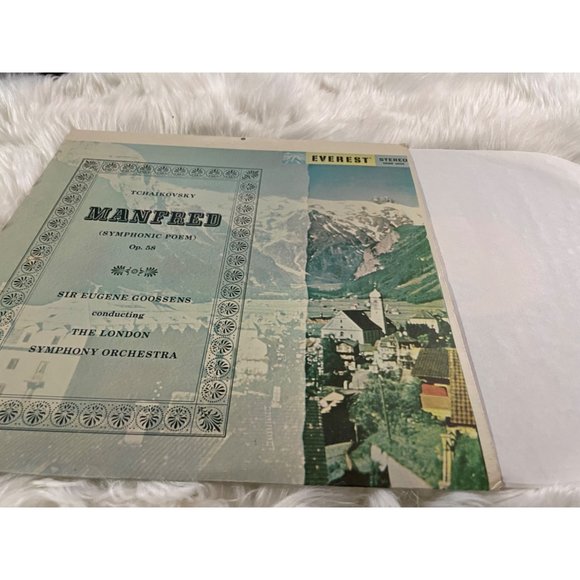 EVEREST
STEREO
TCHAIKOVSKY
MANFRED
(SYMPHONIC POEM)
Op. 58
SIR EUGENE GOOSSENS
conducting
THE LONDON
SYMPHONY ORCHESTRA